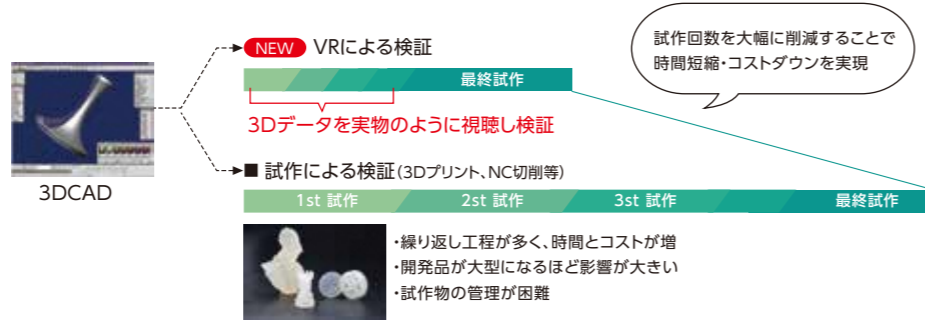 NEW VRによる検証
最終試作
3Dデータを実物のように視聴し検証
試作回数を大幅に削減することで
時間短縮・コストダウンを実現
3DCAD
■ 試作による検証(3Dプリント、NC切削等)
1st 試作 2st 試作 3st 試作 最終試作
・繰り返し工程が多く、時間とコストが増
・開発品が大型になるほど影響が大きい
・試作物の管理が困難